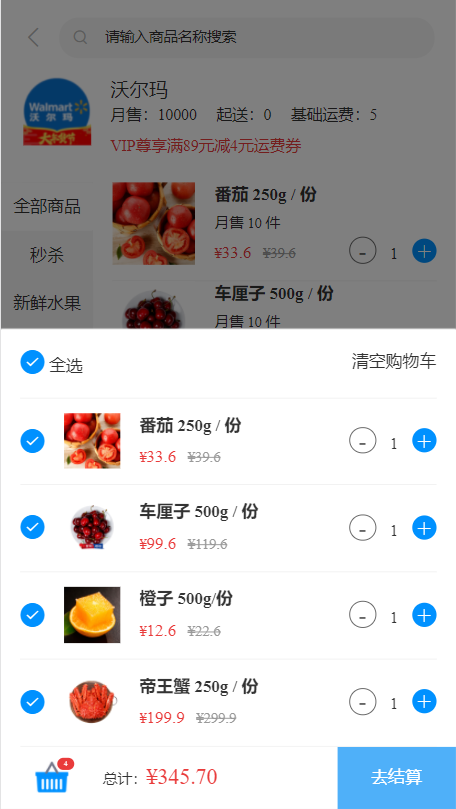 请输入商品名称搜索
沃尔玛
Walmart
沃尔玛
月售：10000 起送：0 基础运费：5
VIP尊享满89元减4元运费券
全部商品
秒杀
新鲜水果
番茄 250g / 份
月售 10 件
¥33.6 ¥39.6
- 1 +
车厘子 500g / 份
月售 10 件
全选
清空购物车
番茄 250g / 份
¥33.6 ¥39.6
- 1 +
车厘子 500g / 份
¥99.6 ¥119.6
- 1 +
橙子 500g/份
¥12.6 ¥22.6
- 1 +
帝王蟹 250g / 份
¥199.9 ¥299.9
- 1 +
4
总计：¥345.70
去结算